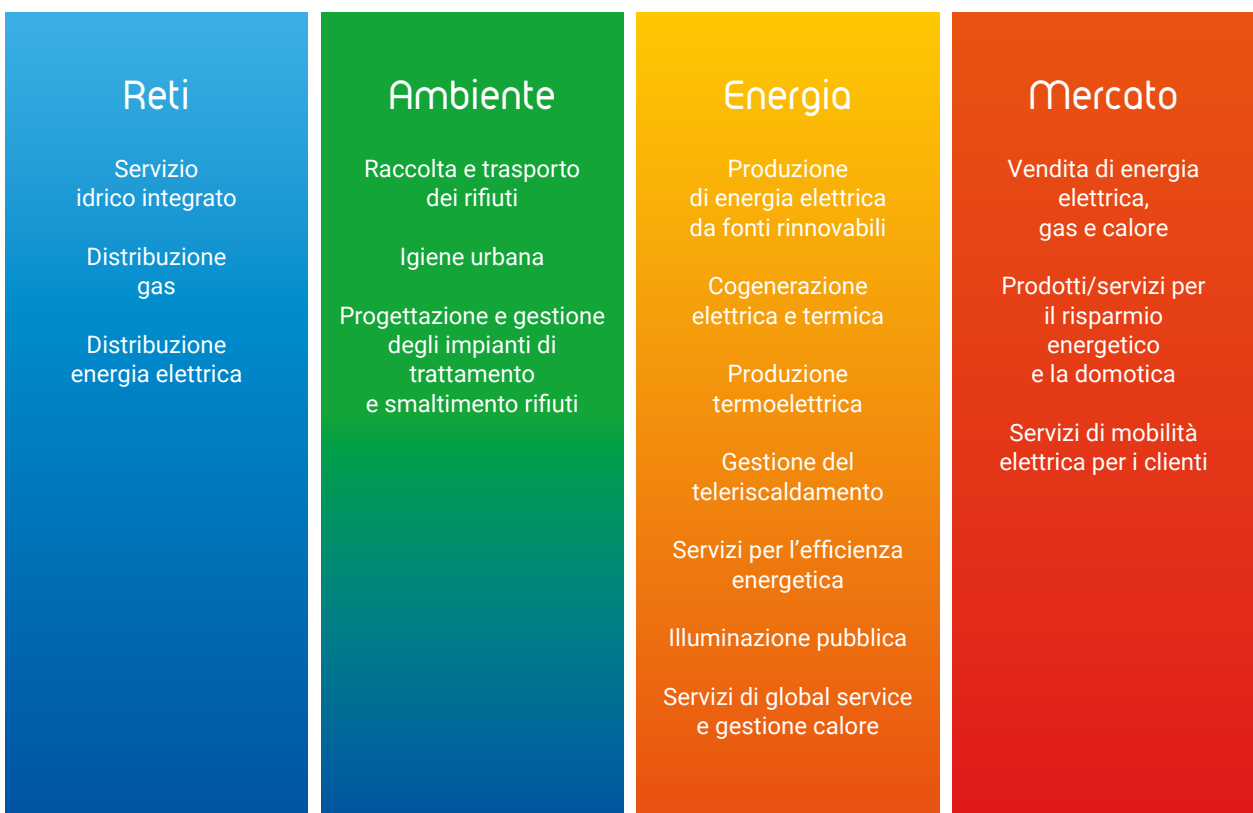 Reti
Servizio
idrico integrato
Distribuzione
gas
Distribuzione
energia elettrica
Ambiente
Raccolta e trasporto
dei rifiuti
Igiene urbana
Progettazione e gestione
degli impianti di
trattamento
e smaltimento rifiuti
Energia
Produzione
di energia elettrica
da fonti rinnovabili
Cogenerazione
elettrica e termica
Produzione
termoelettrica
Gestione del
teleriscaldamento
Servizi per l’efficienza
energetica
Illuminazione pubblica
Servizi di global service
e gestione calore
Mercato
Vendita di energia
elettrica,
gas e calore
Prodotti/servizi per
il risparmio
energetico
e la domotica
Servizi di mobilità
elettrica per i clienti